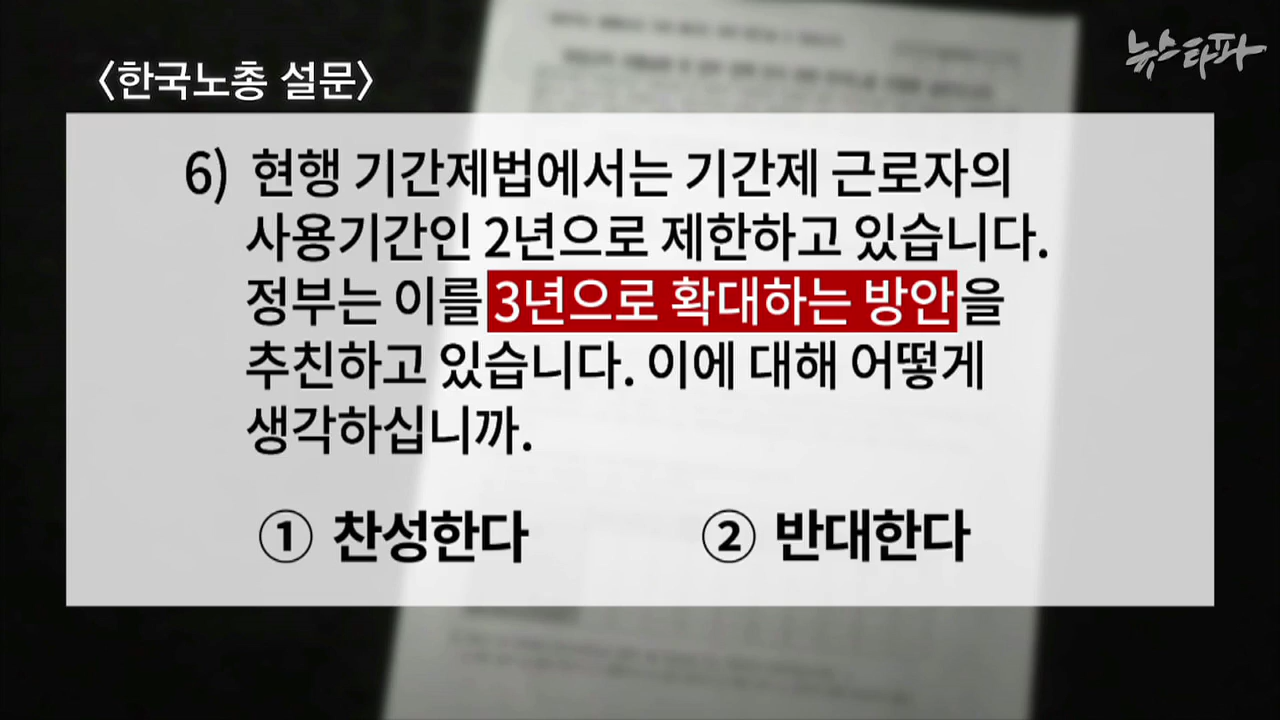 뉴스타파
〈한국노총 설문〉
6) 현행 기간제법에서는 기간제 근로자의
사용기간인 2년으로 제한하고 있습니다.
정부는 이를 3년으로 확대하는 방안을
추친하고 있습니다. 이에 대해 어떻게
생각하십니까.
① 찬성한다 ② 반대한다